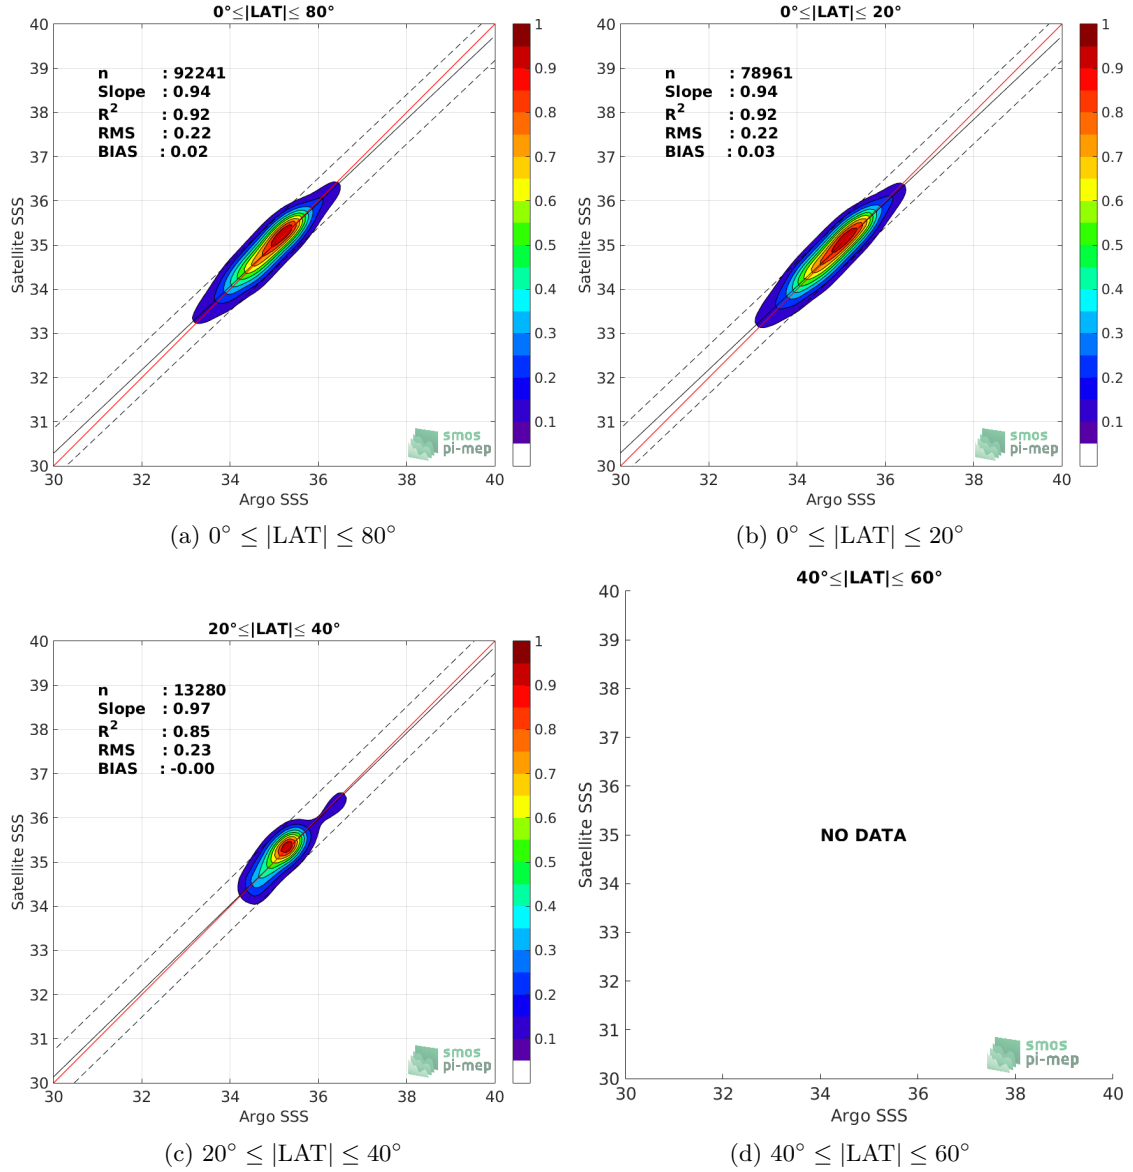 0°≤|LAT|≤ 80°
40
39
38
37
36
35
34
33
32
31
30
Satellite SSS
n : 92241
Slope : 0.94
R2 : 0.92
RMS : 0.22
BIAS : 0.02
smos
pi-mep
30 32 34 36 38 40
Argo SSS
1
0.9
0.8
0.7
0.6
0.5
0.4
0.3
0.2
0.1
(a) 0° ≤ |LAT| ≤ 80°
0°≤|LAT|≤ 20°
40
39
38
37
36
35
34
33
32
31
30
Satellite SSS
n : 78961
Slope : 0.94
R2 : 0.92
RMS : 0.22
BIAS : 0.03
smos
pi-mep
30 32 34 36 38 40
Argo SSS
1
0.9
0.8
0.7
0.6
0.5
0.4
0.3
0.2
0.1
(b) 0° ≤ |LAT| ≤ 20°
20°≤|LAT|≤ 40°
40
39
38
37
36
35
34
33
32
31
30
Satellite SSS
n : 13280
Slope : 0.97
R2 : 0.85
RMS : 0.23
BIAS : -0.00
smos
pi-mep
30 32 34 36 38 40
Argo SSS
1
0.9
0.8
0.7
0.6
0.5
0.4
0.3
0.2
0.1
(c) 20° ≤ |LAT| ≤ 40°
40°≤|LAT|≤ 60°
40
39
38
37
36
35
34
33
32
31
30
Satellite SSS
NO DATA
smos
pi-mep
30 32 34 36 38 40
Argo SSS
(d) 40° ≤ |LAT| ≤ 60°